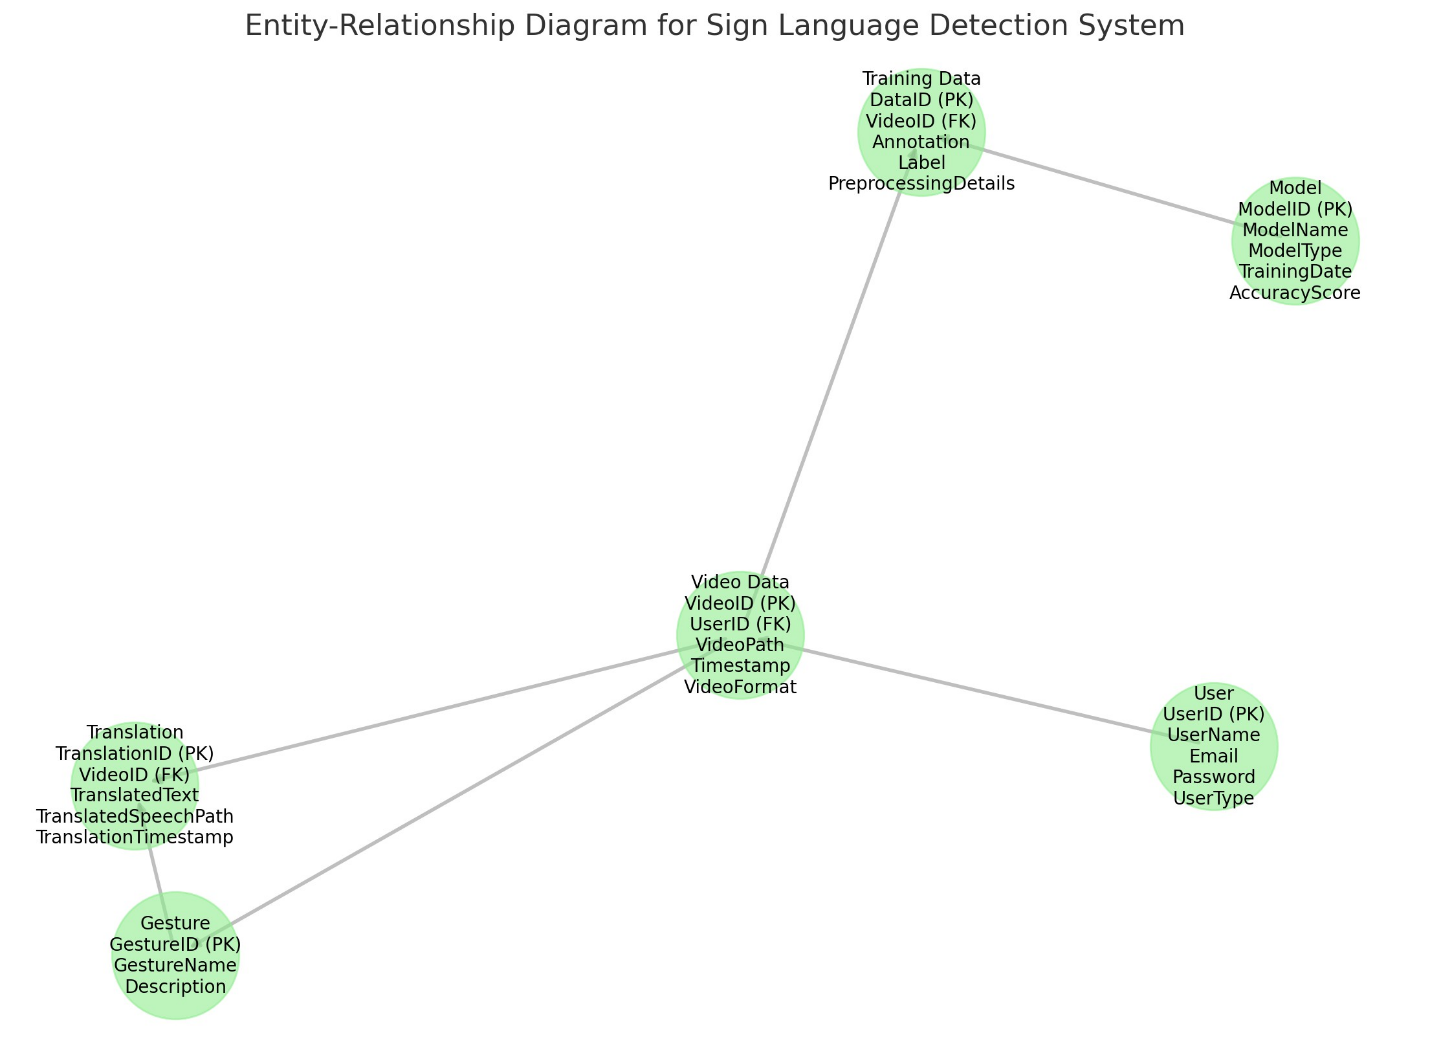 Entity-Relationship Diagram for Sign Language Detection System
Training Data
DataID (PK)
VideoID (FK)
Annotation
Label
PreprocessingDetails
Model
ModelID (PK)
ModelName
ModelType
TrainingDate
AccuracyScore
Video Data
VideoID (PK)
UserID (FK)
VideoPath
Timestamp
VideoFormat
User
UserID (PK)
UserName
Email
Password
UserType
Translation
TranslationID (PK)
VideoID (FK)
TranslatedText
TranslatedSpeechPath
TranslationTimestamp
Gesture
GestureID (PK)
GestureName
Description